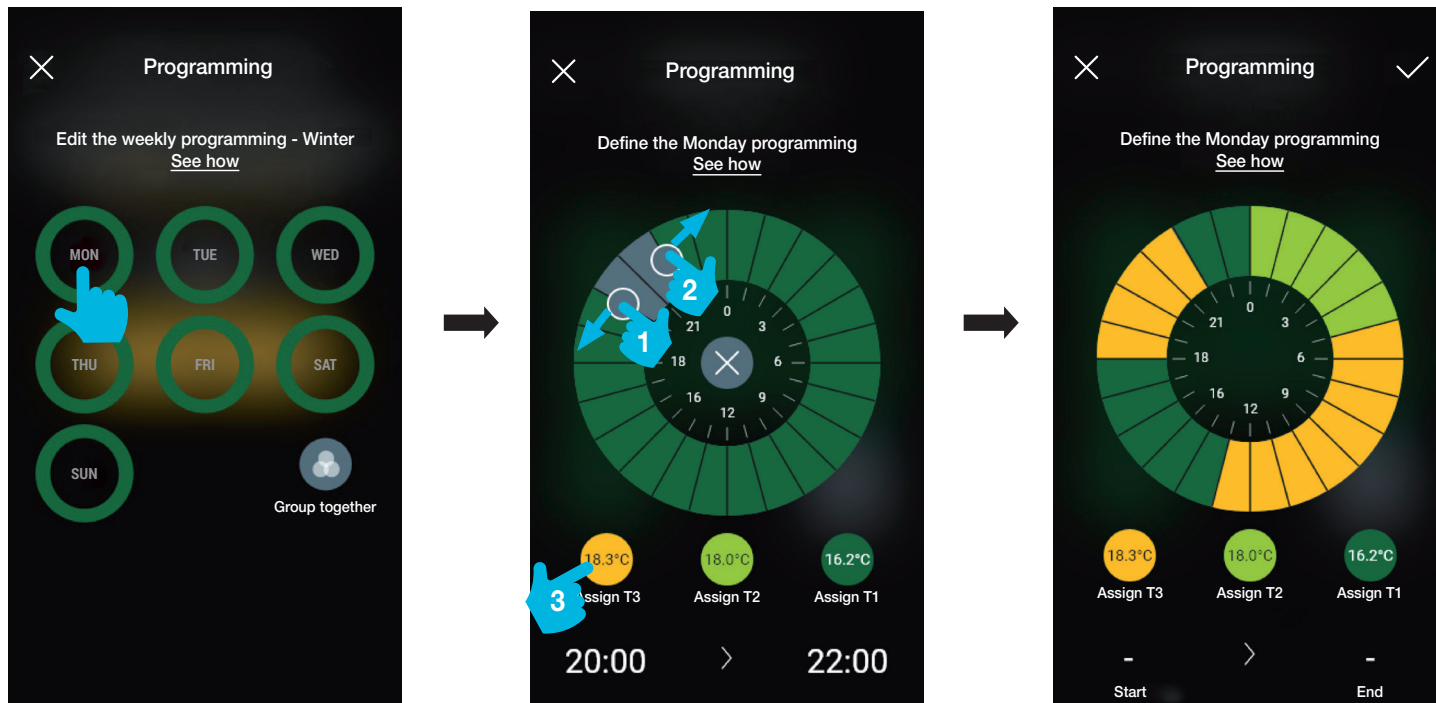 Programming
Edit the weekly programming - Winter
See how
MON
TUE
WED
THU
FRI
SAT
SUN
Group together
Programming
Define the Monday programming
See how
0
3
6
9
12
16
18
21
1
2
18.3°C
18.0°C
16.2°C
3
Assign T3
Assign T2
Assign T1
20:00
22:00
Programming
Define the Monday programming
See how
0
3
6
9
12
16
18
21
18.3°C
18.0°C
16.2°C
Assign T3
Assign T2
Assign T1
-
-
Start
End